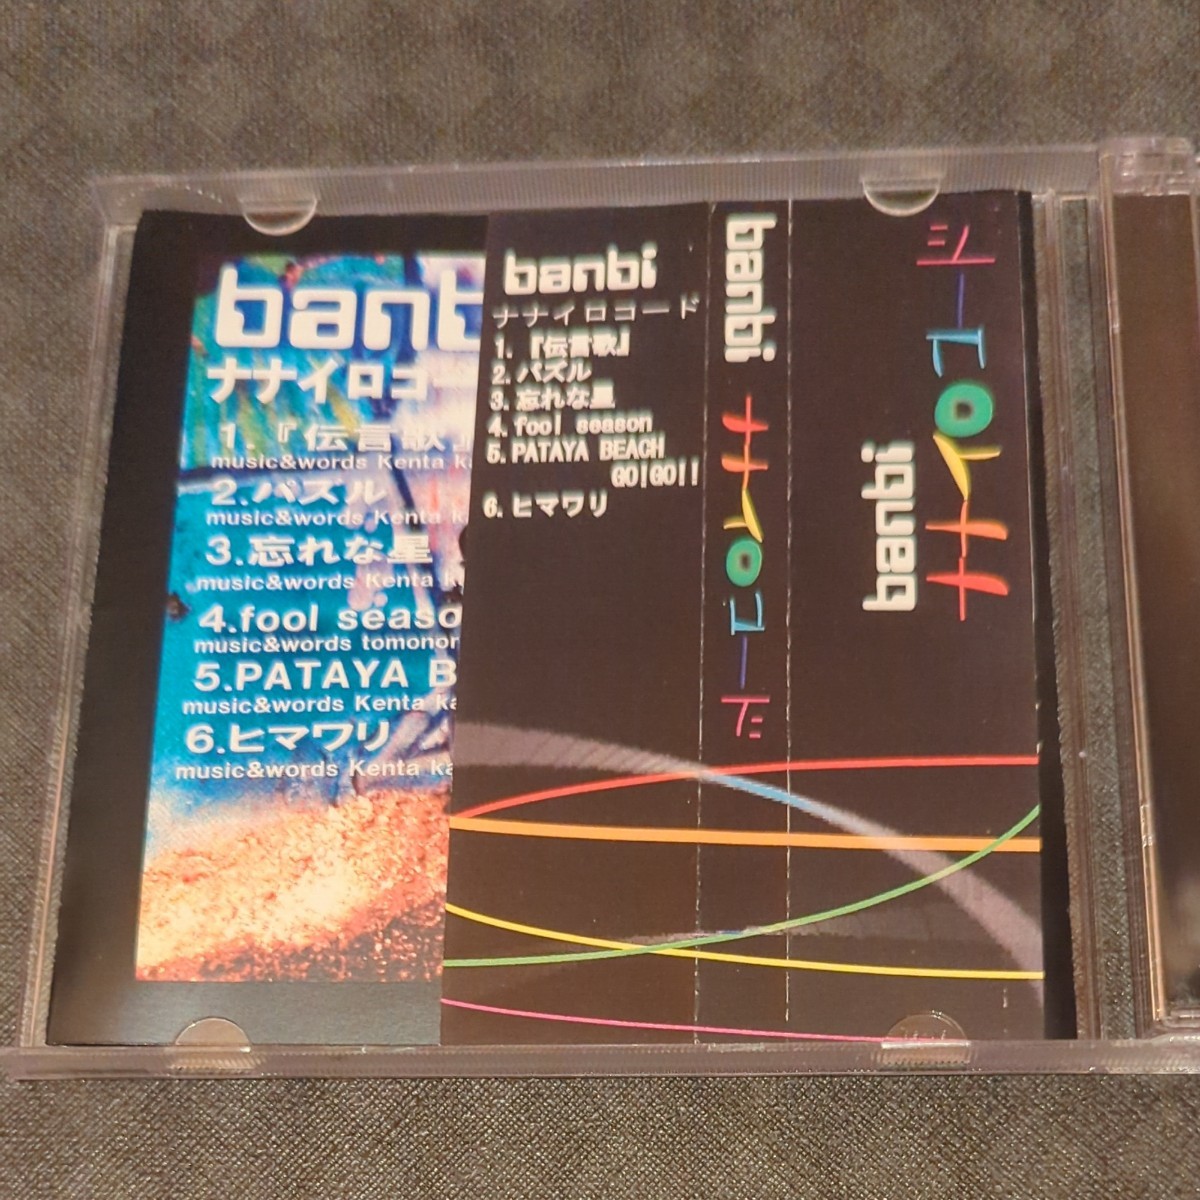 banb
ナナイロコー
1.『伝言歌』
music&words Kenta k
2.パズル
music&words Kenta k
3.忘れな星
music&words Kenta k
4.fool seaso
music&words tomonor
5.PATAYA B
music&words Kenta ka
6.ヒマワリ
music&words Kenta ka
banbi
ナナイロコード
1.『伝言歌』
2.パズル
3.忘れな星
4.fool season
5.PATAYA BEACH
GO!GO!!
6.ヒマワリ
banbi ナナイロコード
ナナイロコード
banbi